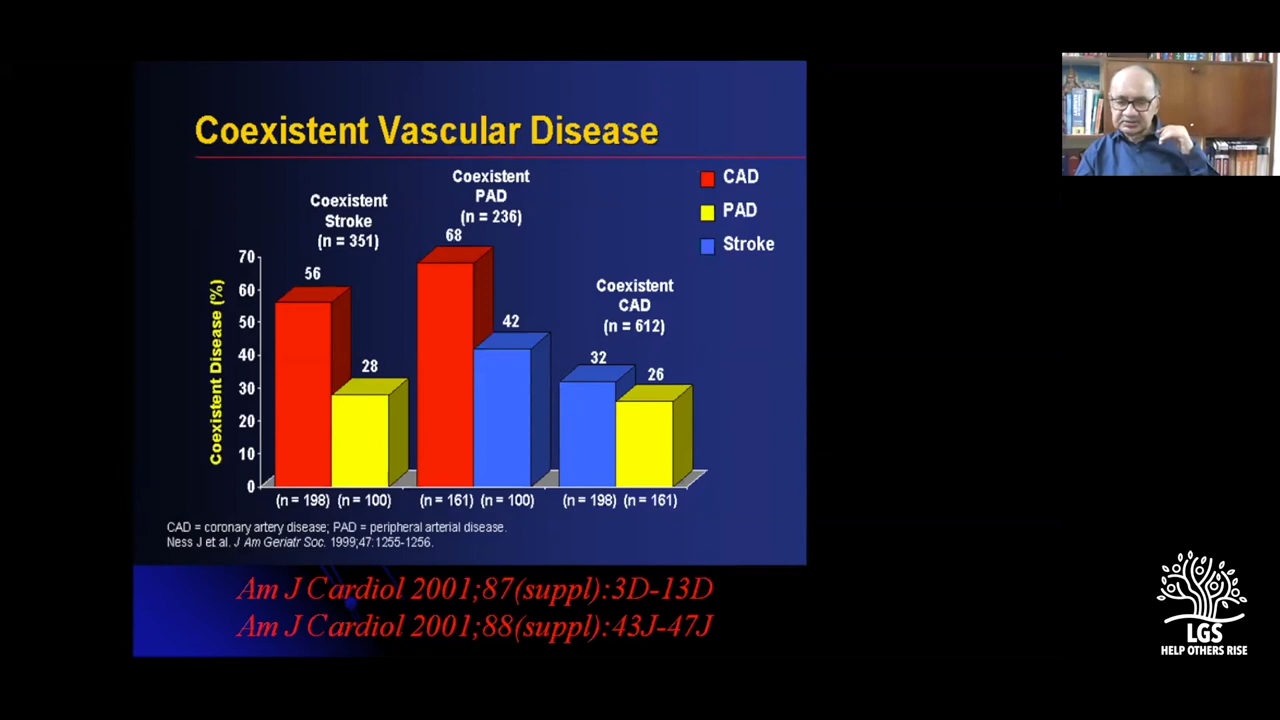 Coexistent Vascular Disease
Coexistent
Stroke
(n = 351)
Coexistent
PAD
(n = 236)
Coexistent
CAD
(n = 612)
CAD
PAD
Stroke
Coexistent Disease (%)
70
60
50
40
30
20
10
0
56
28
68
42
32
26
(n = 198) (n = 100) (n = 161) (n = 100) (n = 198) (n = 161)
CAD = coronary artery disease; PAD = peripheral arterial disease.
Ness J et al. J Am Geriatr Soc. 1999;47:1255-1256.
Am J Cardiol 2001;87(suppl):3D-13D
Am J Cardiol 2001;88(suppl):43J-47J
LGS
HELP OTHERS RISE